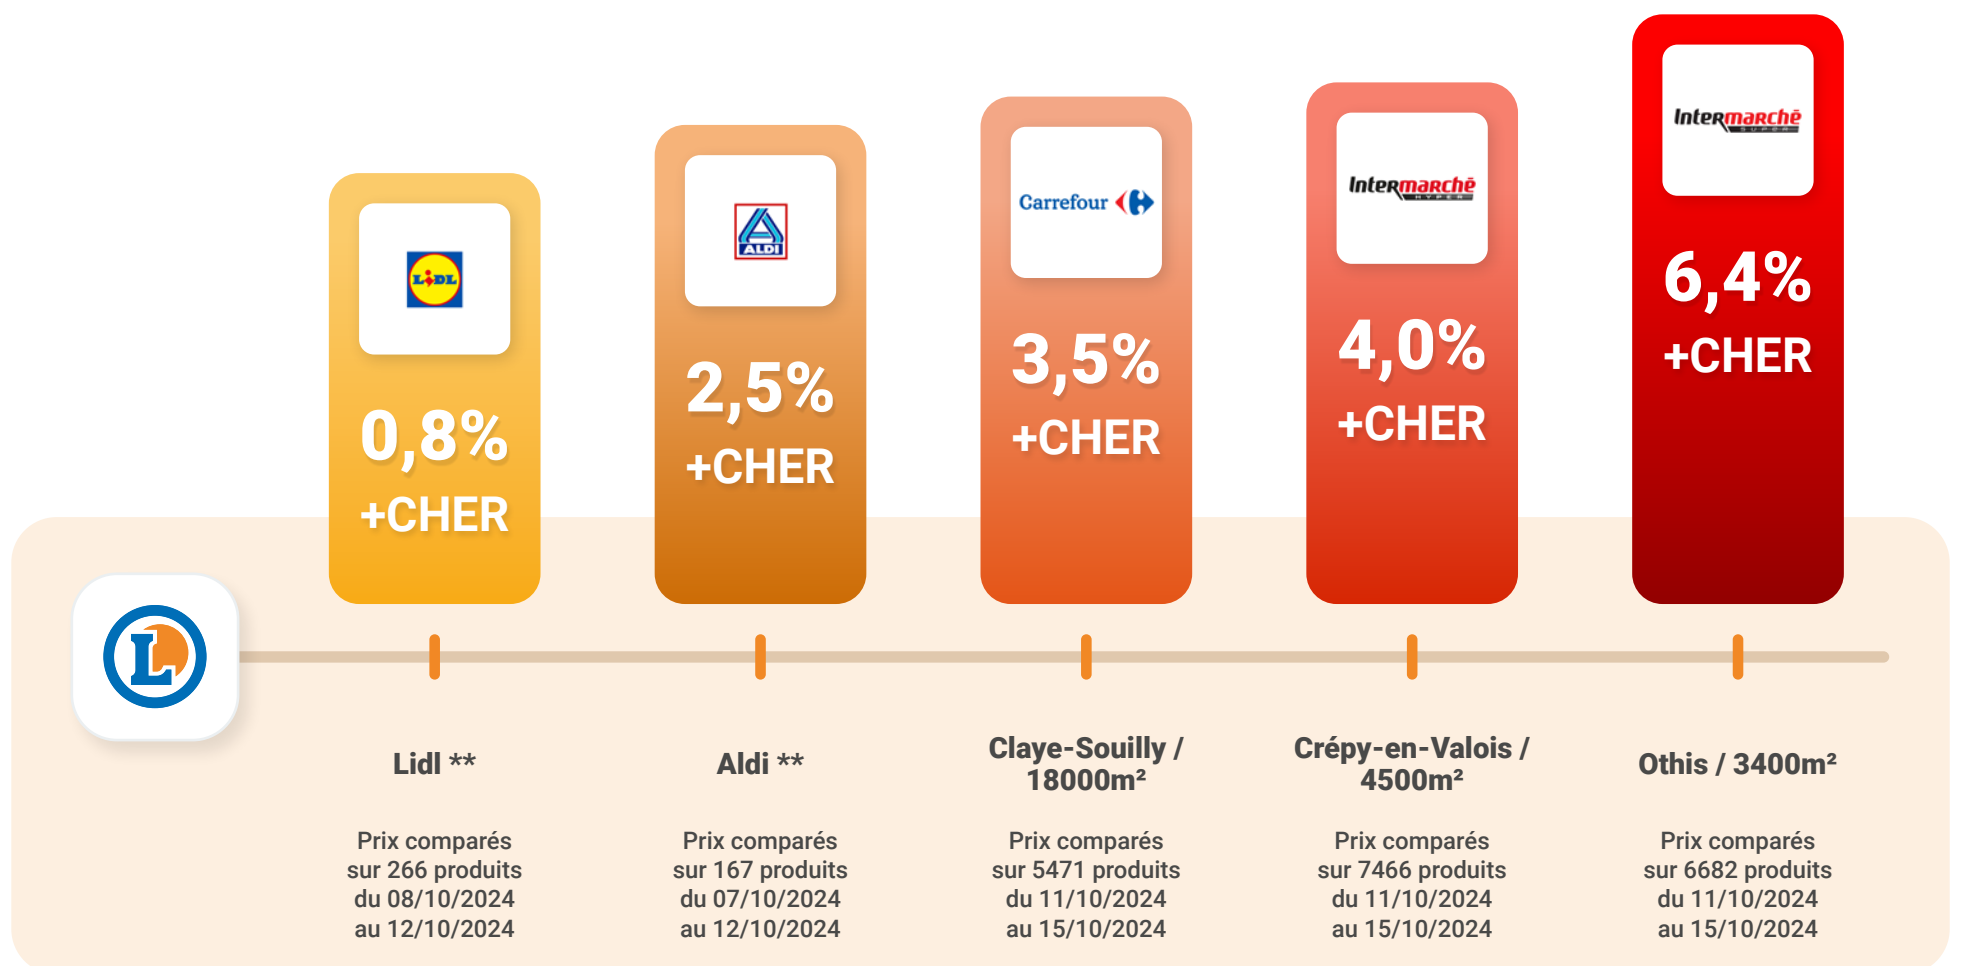 LIDL
0,8%
+CHER
ALDI
2,5%
+CHER
Carrefour
3,5%
+CHER
Intermarchē
HYPER
4,0%
+CHER
Intermarchē
SUPER
6,4%
+CHER
L
Lidl **
Prix comparés
sur 266 produits
du 08/10/2024
au 12/10/2024
Aldi **
Prix comparés
sur 167 produits
du 07/10/2024
au 12/10/2024
Claye-Souilly /
18000m²
Prix comparés
sur 5471 produits
du 11/10/2024
au 15/10/2024
Crépy-en-Valois /
4500m²
Prix comparés
sur 7466 produits
du 11/10/2024
au 15/10/2024
Othis / 3400m²
Prix comparés
sur 6682 produits
du 11/10/2024
au 15/10/2024